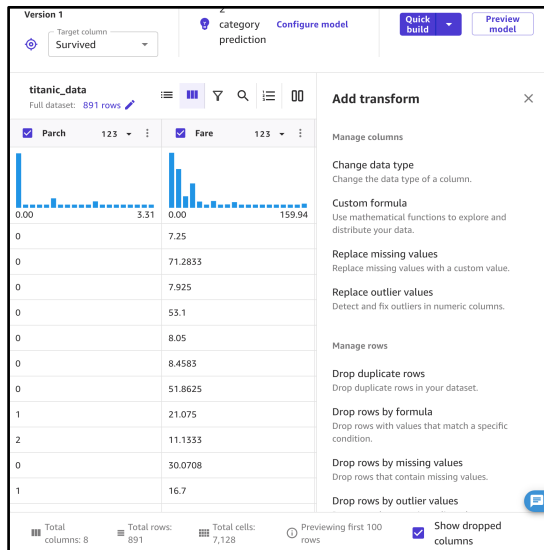 Version 1
Target column
Survived
category
prediction
Configure model
Quick
build
Preview
model
titanic_data
Full dataset: 891 rows
Parch 123
Fare 123
0.00 3.31
0.00 159.94
0 7.25
0 71.2833
0 7.925
0 53.1
0 8.05
0 8.4583
0 51.8625
1 21.075
2 11.1333
0 30.0708
1 16.7
Add transform
Manage columns
Change data type
Change the data type of a column.
Custom formula
Use mathematical functions to explore and
distribute your data.
Replace missing values
Replace missing values with a custom value.
Replace outlier values
Detect and fix outliers in numeric columns.
Manage rows
Drop duplicate rows
Drop duplicate rows in your dataset.
Drop rows by formula
Drop rows with values that match a specific
condition.
Drop rows by missing values
Drop rows that contain missing values.
Drop rows by outlier values
Total
columns: 8
Total rows:
891
Total cells:
7,128
Previewing first 100
rows
Show dropped
columns